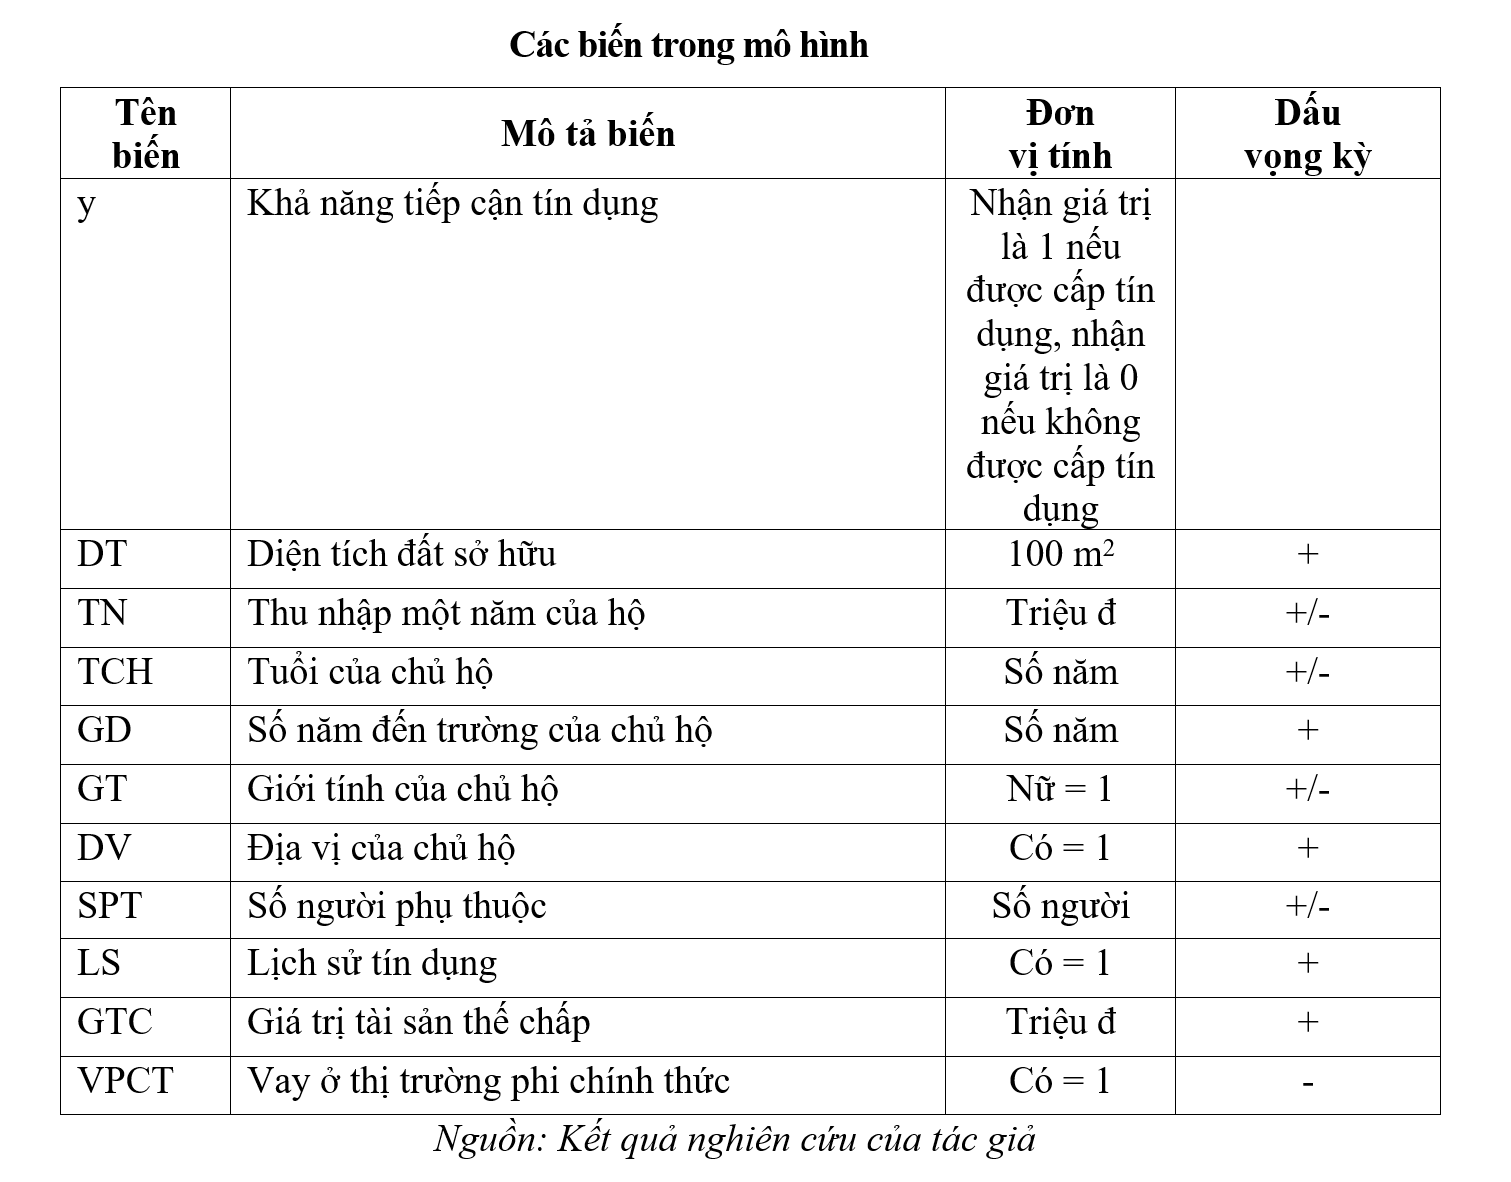 Các biến trong mô hình
Tên
biến
Mô tả biến
Đơn
vị tính
Dấu
vọng kỳ
y
Khả năng tiếp cận tín dụng
Nhận giá trị
là 1 nếu
được cấp tín
dụng, nhận
giá trị là 0
nếu không
được cấp tín
dụng
DT
Diện tích đất sở hữu
100 m²
+
TN
Thu nhập một năm của hộ
Triệu đ
+/-
TCH
Tuổi của chủ hộ
Số năm
+/-
GD
Số năm đến trường của chủ hộ
Số năm
+
GT
Giới tính của chủ hộ
Nữ = 1
+/-
DV
Địa vị của chủ hộ
Có = 1
+
SPT
Số người phụ thuộc
Số người
+/-
LS
Lịch sử tín dụng
Có = 1
+
GTC
Giá trị tài sản thế chấp
Triệu đ
+
VPCT
Vay ở thị trường phi chính thức
Có = 1
-
Nguồn: Kết quả nghiên cứu của tác giả